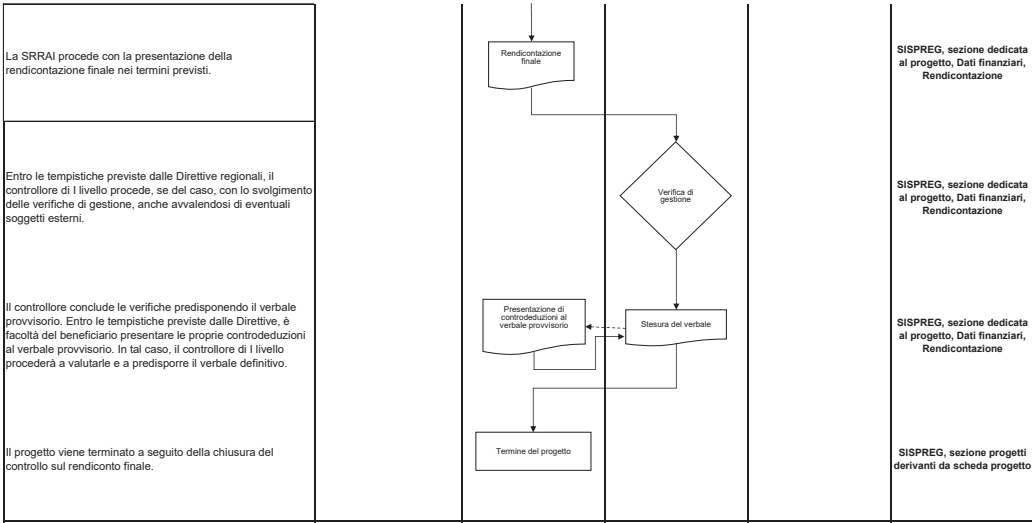 La SRRAI procede con la presentazione della
rendicontazione finale nei termini previsti.
Rendicontazione
finale
SISPREG, sezione dedicata
al progetto, Dati finanziari,
Rendicontazione
Entro le tempistiche previste dalle Direttive regionali, il
controllore di I livello procede, se del caso, con lo svolgimento
delle verifiche di gestione, anche avvalendosi di eventuali
soggetti esterni.
Verifica di
gestione
SISPREG, sezione dedicata
al progetto, Dati finanziari,
Rendicontazione
Il controllore conclude le verifiche predisponendo il verbale
provvisorio. Entro le tempistiche previste dalle Direttive, è
facoltà del beneficiario presentare le proprie controdeduzioni
al verbale provvisorio. In tal caso, il controllore di I livello
procederà a valutarle e a predisporre il verbale definitivo.
Presentazione di
controdeduzioni al
verbale provvisorio
Stesura del verbale
SISPREG, sezione dedicata
al progetto, Dati finanziari,
Rendicontazione
Il progetto viene terminato a seguito della chiusura del
controllo sul rendiconto finale.
Termine del progetto
SISPREG, sezione progetti
derivanti da scheda progetto